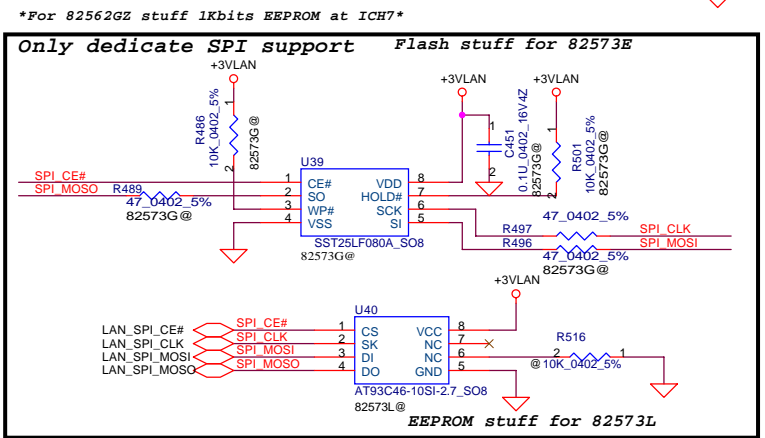 *For 82562GZ stuff 1Kbits EEPROM at ICH7*
Only dedicate SPI support
Flash stuff for 82573E
+3VLAN
+3VLAN
+3VLAN
1
R486
10K_0402_5%
2
82573G@
1
C451
0.1U_0402_16V4Z
2
82573G@
1
R501
10K_0402_5%
2
82573G@
U39
SPI_CE#
1
CE#
VDD
8
SPI_MOSO
R489
2
SO
HOLD#
7
47_0402_5%
3
WP#
SCK
6
82573G@
4
VSS
SI
5
SST25LF080A_SO8
82573G@
47_0402_5%
R497
SPI_CLK
R496
SPI_MOSI
47_0402_5%
82573G@
+3VLAN
U40
LAN_SPI_CE#
SPI_CE#
1
CS
VCC
8
LAN_SPI_CLK
SPI_CLK
2
SK
NC
7
LAN_SPI_MOSI
SPI_MOSI
3
DI
NC
6
LAN_SPI_MOSO
SPI_MOSO
4
DO
GND
5
R516
2
1
@10K_0402_5%
AT93C46-10SI-2.7_SO8
82573L@
EEPROM stuff for 82573L